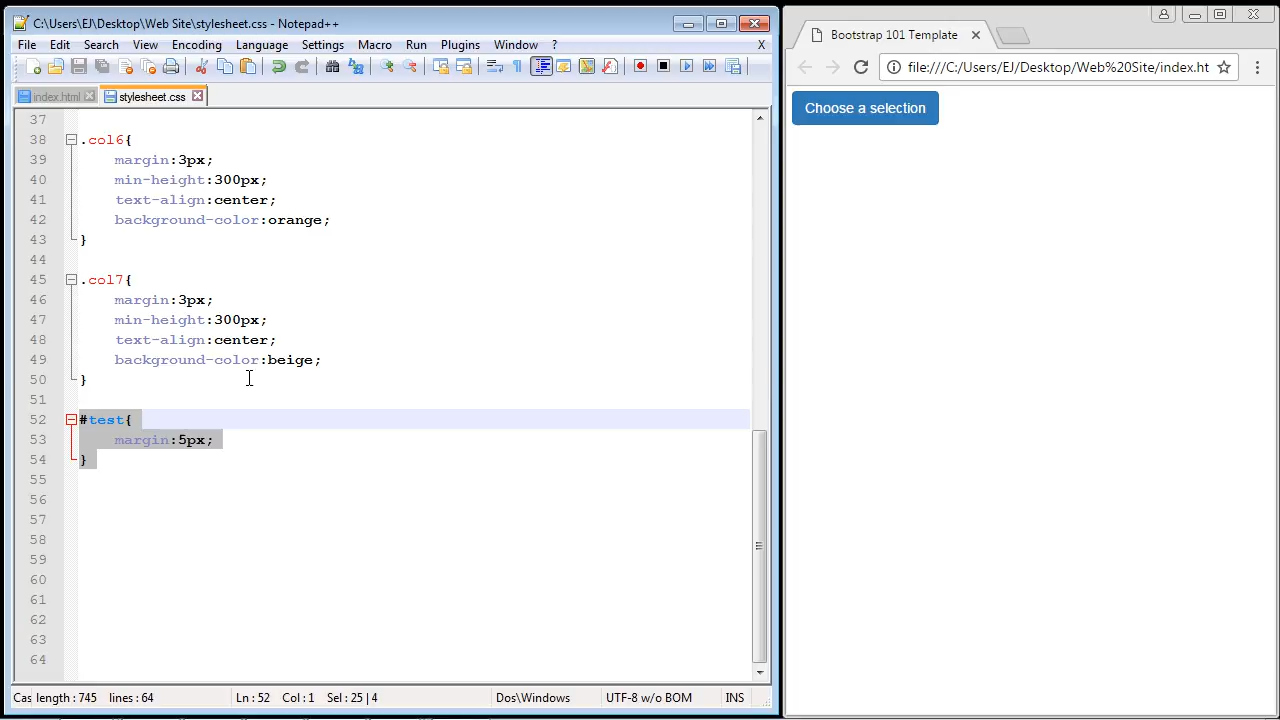 C:\Users\EJ\Desktop\Web Site\stylesheet.css - Notepad++
File Edit Search View Encoding Language Settings Macro Run Plugins Window ? X
index.html stylesheet.css
37
38 .col6{
39 margin:3px;
40 min-height:300px;
41 text-align:center;
42 background-color:orange;
43 }
44
45 .col7{
46 margin:3px;
47 min-height:300px;
48 text-align:center;
49 background-color:beige;
50 }
51
52 #test{
53 margin:5px;
54 }
55
56
57
58
59
60
61
62
63
64
Cas length : 745 lines : 64 Ln : 52 Col : 1 Sel : 25 | 4 Dos\Windows UTF-8 w/o BOM INS
Bootstrap 101 Template
file:///C:/Users/EJ/Desktop/Web%20Site/index.ht
Choose a selection